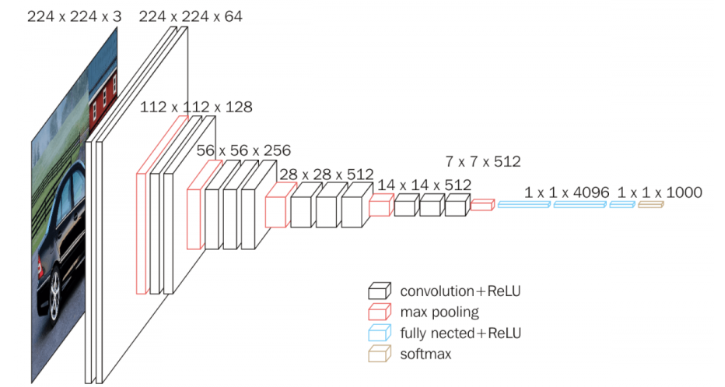 224 x 224 x 3
224 x 224 x 64
112 x 112 x 128
56 x 56 x 256
28 x 28 x 512
14 x 14 x 512
7 x 7 x 512
1 x 1 x 4096
1 x 1 x 1000
convolution+ReLU
max pooling
fully nected+ReLU
softmax